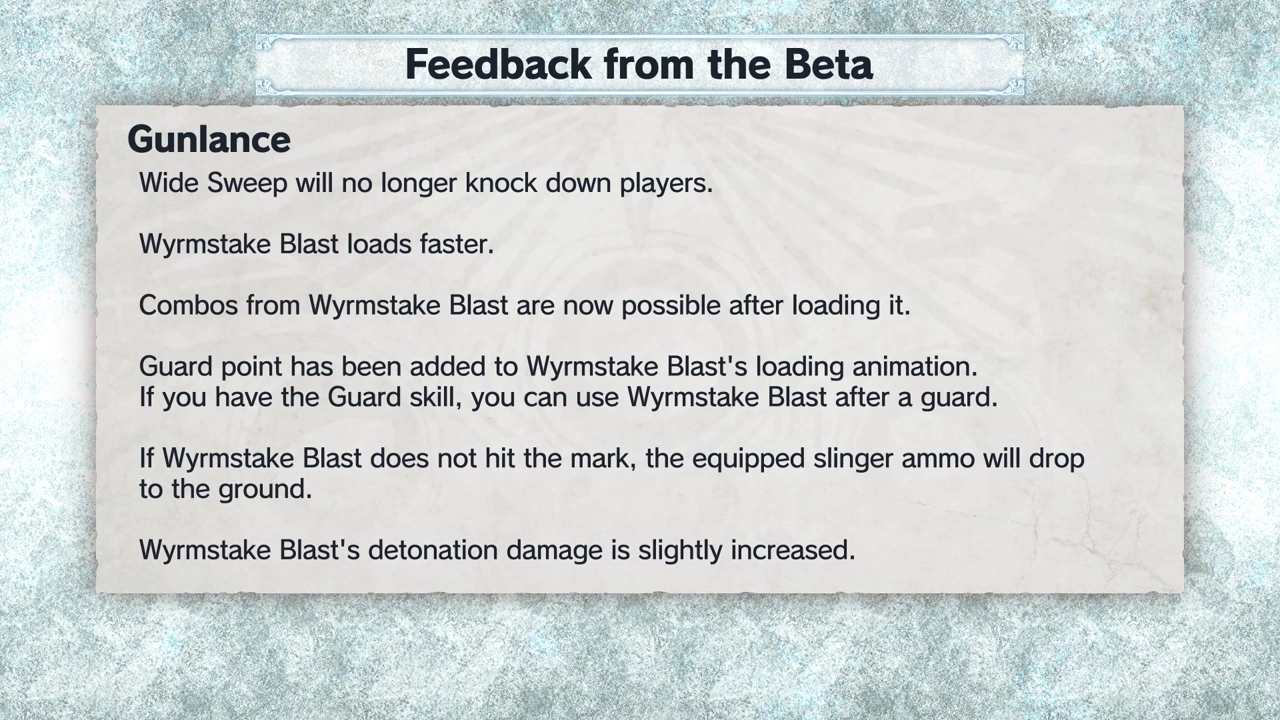 Feedback from the Beta
Gunlance
Wide Sweep will no longer knock down players.
Wyrmstake Blast loads faster.
Combos from Wyrmstake Blast are now possible after loading it.
Guard point has been added to Wyrmstake Blast's loading animation.
If you have the Guard skill, you can use Wyrmstake Blast after a guard.
If Wyrmstake Blast does not hit the mark, the equipped slinger ammo will drop
to the ground.
Wyrmstake Blast's detonation damage is slightly increased.